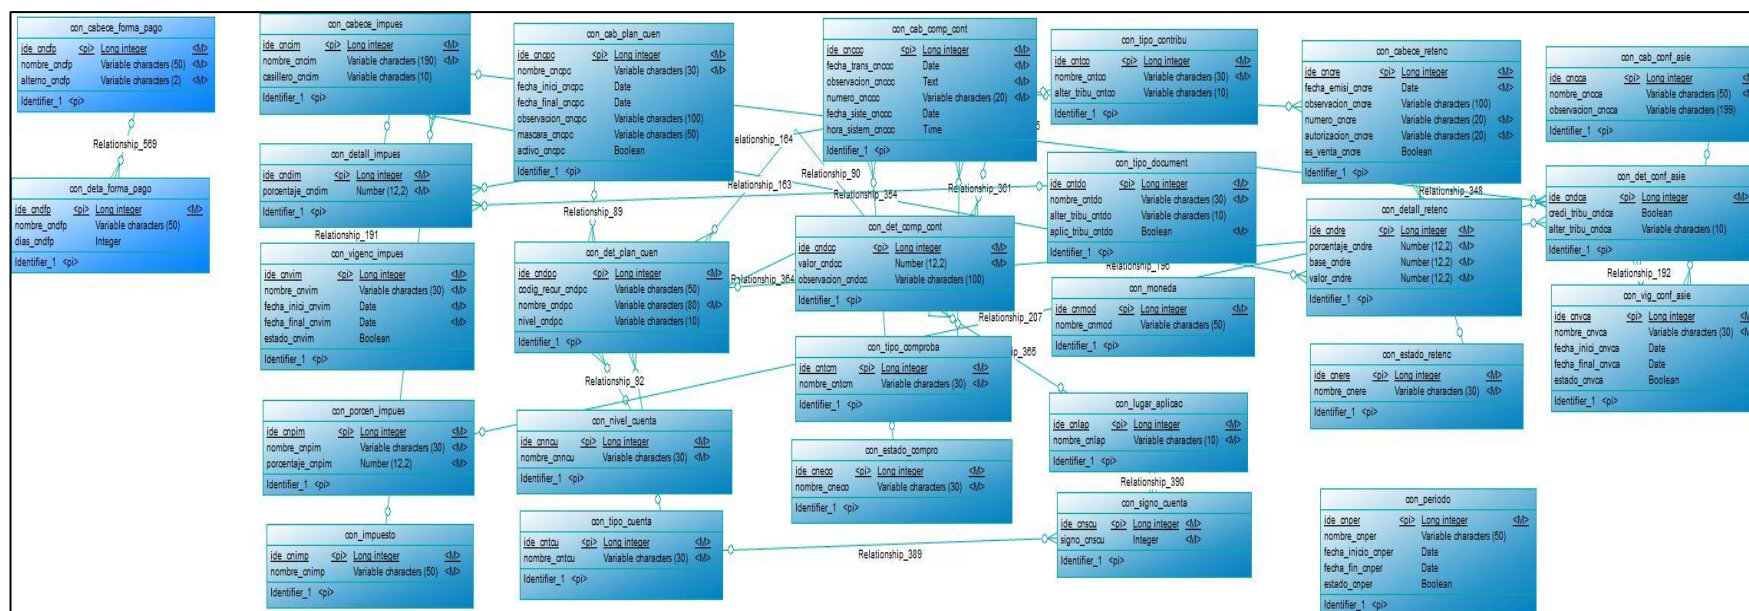 con_cabece_forma_pago
ide_cncfp <pi> Long integer <M>
nombre_cncfp Variable characters (50) <M>
alterno_cncfp Variable characters (2) <M>
Identifier_1 <pi>
Relationship_569
con_deta_forma_pago
ide_cndfp <pi> Long integer <M>
nombre_cndfp Variable characters (50)
dias_cndfp Integer
Identifier_1 <pi>
con_cabece_impues
ide_cncim <pi> Long integer <M>
nombre_cncim Variable characters (190) <M>
casillero_cncim Variable characters (10)
Identifier_1 <pi>
con_detall_impues
ide_cndim <pi> Long integer <M>
porcentaje_cndim Number (12,2) <M>
Identifier_1 <pi>
Relationship_191
con_vigenc_impues
ide_cnvim <pi> Long integer <M>
nombre_cnvim Variable characters (30) <M>
fecha_inici_cnvim Date <M>
fecha_final_cnvim Date <M>
estado_cnvim Boolean
Identifier_1 <pi>
con_porcen_impues
ide_cnpim <pi> Long integer <M>
nombre_cnpim Variable characters (30) <M>
porcentaje_cnpim Number (12,2) <M>
Identifier_1 <pi>
con_impuesto
ide_cnimp <pi> Long integer <M>
nombre_cnimp Variable characters (50) <M>
Identifier_1 <pi>
con_cab_plan_cuen
ide_cncpc <pi> Long integer <M>
nombre_cncpc Variable characters (30) <M>
fecha_inici_cncpc Date
fecha_final_cncpc Date
observacion_cncpc Variable characters (100)
mascara_cncpc Variable characters (50)
activo_cncpc Boolean
Identifier_1 <pi>
Relationship_89
con_det_plan_cuen
ide_cndpc <pi> Long integer <M>
codig_recur_cndpc Variable characters (50)
nombre_cndpc Variable characters (80) <M>
nivel_cndpc Variable characters (10)
Identifier_1 <pi>
Relationship_92
con_nivel_cuenta
ide_cnncu <pi> Long integer <M>
nombre_cnncu Variable characters (30) <M>
Identifier_1 <pi>
con_tipo_cuenta
ide_cntcu <pi> Long integer <M>
nombre_cntcu Variable characters (30) <M>
Identifier_1 <pi>
Relationship_163
con_cab_comp_cont
ide_cnccc <pi> Long integer <M>
fecha_trans_cnccc Date <M>
observacion_cnccc Text <M>
numero_cnccc Variable characters (20) <M>
fecha_siste_cnccc Date <M>
hora_sistem_cnccc Time <M>
Identifier_1 <pi>
Relationship_90
Relationship_354
Relationship_361
con_det_comp_cont
ide_cndcc <pi> Long integer <M>
valor_cndcc Number (12,2) <M>
observacion_cndcc Variable characters (100)
Identifier_1 <pi>
Relationship_207
con_tipo_comproba
ide_cntcm <pi> Long integer <M>
nombre_cntcm Variable characters (30) <M>
Identifier_1 <pi>
con_estado_compro
ide_cneco <pi> Long integer <M>
nombre_cneco Variable characters (30) <M>
Identifier_1 <pi>
Relationship_389
con_tipo_contribu
ide_cntco <pi> Long integer <M>
nombre_cntco Variable characters (30) <M>
alter_tribu_cntco Variable characters (10)
Identifier_1 <pi>
con_tipo_document
ide_cntdo <pi> Long integer <M>
nombre_cntdo Variable characters (30) <M>
alter_tribu_cntdo Variable characters (10)
aplic_tribu_cntdo Boolean <M>
Identifier_1 <pi>
con_moneda
ide_cnmod <pi> Long integer <M>
nombre_cnmod Variable characters (50)
Identifier_1 <pi>
con_lugar_aplicac
ide_cnlap <pi> Long integer <M>
nombre_cnlap Variable characters (10) <M>
Identifier_1 <pi>
Relationship_390
con_signo_cuenta
ide_cnscu <pi> Long integer <M>
signo_cnscu Integer <M>
Identifier_1 <pi>
con_cabece_retenc
ide_cncre <pi> Long integer <M>
fecha_emisi_cncre Date <M>
observacion_cncre Variable characters (100)
numero_cncre Variable characters (20) <M>
autorizacion_cncre Variable characters (20) <M>
es_venta_cncre Boolean
Identifier_1 <pi>
Relationship_348
con_detall_retenc
ide_cndre <pi> Long integer <M>
porcentaje_cndre Number (12,2) <M>
base_cndre Number (12,2) <M>
valor_cndre Number (12,2) <M>
Identifier_1 <pi>
con_estado_retenc
ide_cnere <pi> Long integer <M>
nombre_cnere Variable characters (30) <M>
Identifier_1 <pi>
con_periodo
ide_cnper <pi> Long integer <M>
nombre_cnper Variable characters (50)
fecha_inicio_cnper Date
fecha_fin_cnper Date
estado_cnper Boolean
Identifier_1 <pi>
con_cab_conf_asie
ide_cncca <pi> Long integer <M>
nombre_cncca Variable characters (50) <M>
observacion_cncca Variable characters (199)
Identifier_1 <pi>
con_det_conf_asie
ide_cndca <pi> Long integer <M>
credi_tribu_cndca Boolean
alter_tribu_cndca Variable characters (10)
Identifier_1 <pi>
Relationship_192
con_vig_conf_asie
ide_cnvca <pi> Long integer <M>
nombre_cnvca Variable characters (30) <M>
fecha_inici_cnvca Date
fecha_final_cnvca Date
estado_cnvca Boolean
Identifier_1 <pi>